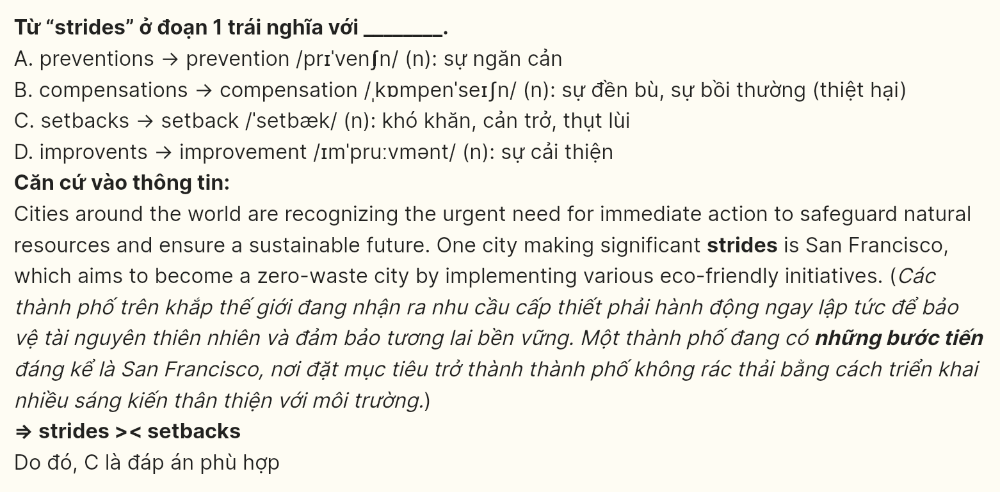 Từ “strides” ở đoạn 1 trái nghĩa với ________.
A. preventions → prevention /prɪˈvenʃn/ (n): sự ngăn cản
B. compensations → compensation /ˌkɒmpenˈseɪʃn/ (n): sự đền bù, sự bồi thường (thiệt hại)
C. setbacks → setback /ˈsetbæk/ (n): khó khăn, cản trở, thụt lùi
D. improvents → improvement /ɪmˈpruːvmənt/ (n): sự cải thiện
Căn cứ vào thông tin:
Cities around the world are recognizing the urgent need for immediate action to safeguard natural
resources and ensure a sustainable future. One city making significant strides is San Francisco,
which aims to become a zero-waste city by implementing various eco-friendly initiatives. (Các
thành phố trên khắp thế giới đang nhận ra nhu cầu cấp thiết phải hành động ngay lập tức để bảo
vệ tài nguyên thiên nhiên và đảm bảo tương lai bền vững. Một thành phố đang có những bước tiến
đáng kể là San Francisco, nơi đặt mục tiêu trở thành thành phố không rác thải bằng cách triển khai
nhiều sáng kiến thân thiện với môi trường.)
⇒ strides >< setbacks
Do đó, C là đáp án phù hợp